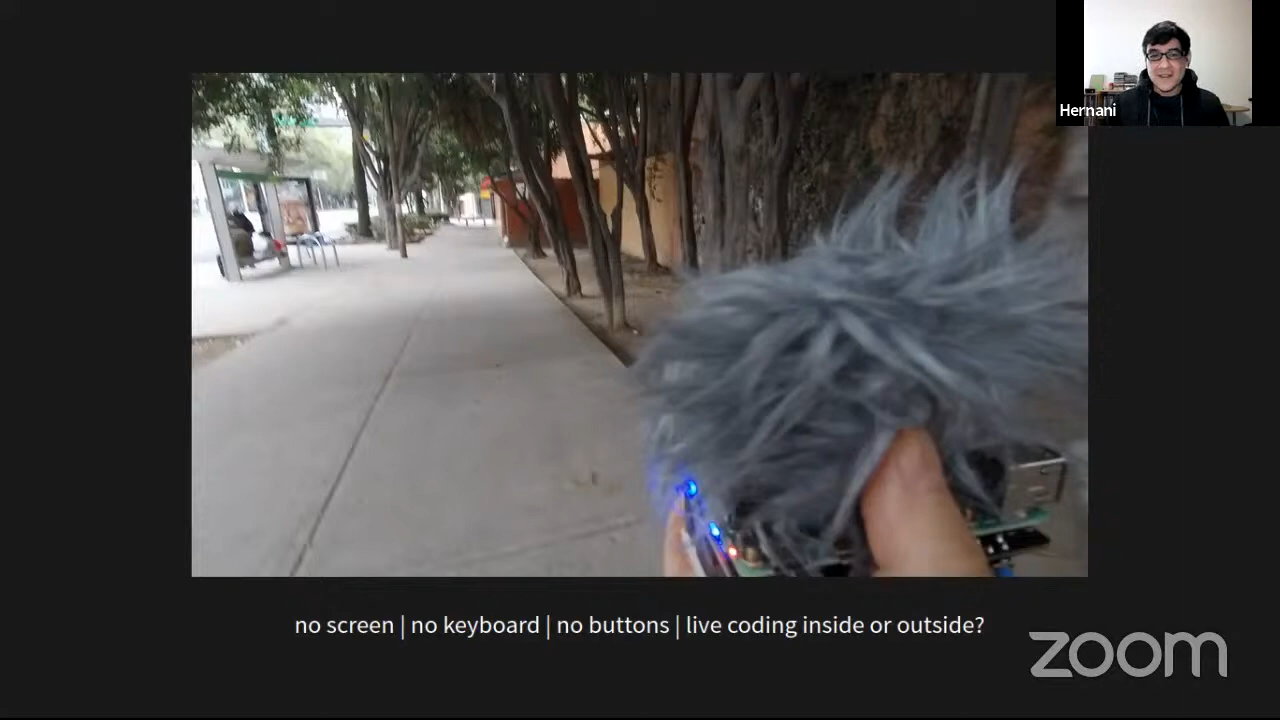 Hernani
no screen | no keyboard | no buttons | live coding inside or outside?
zoom